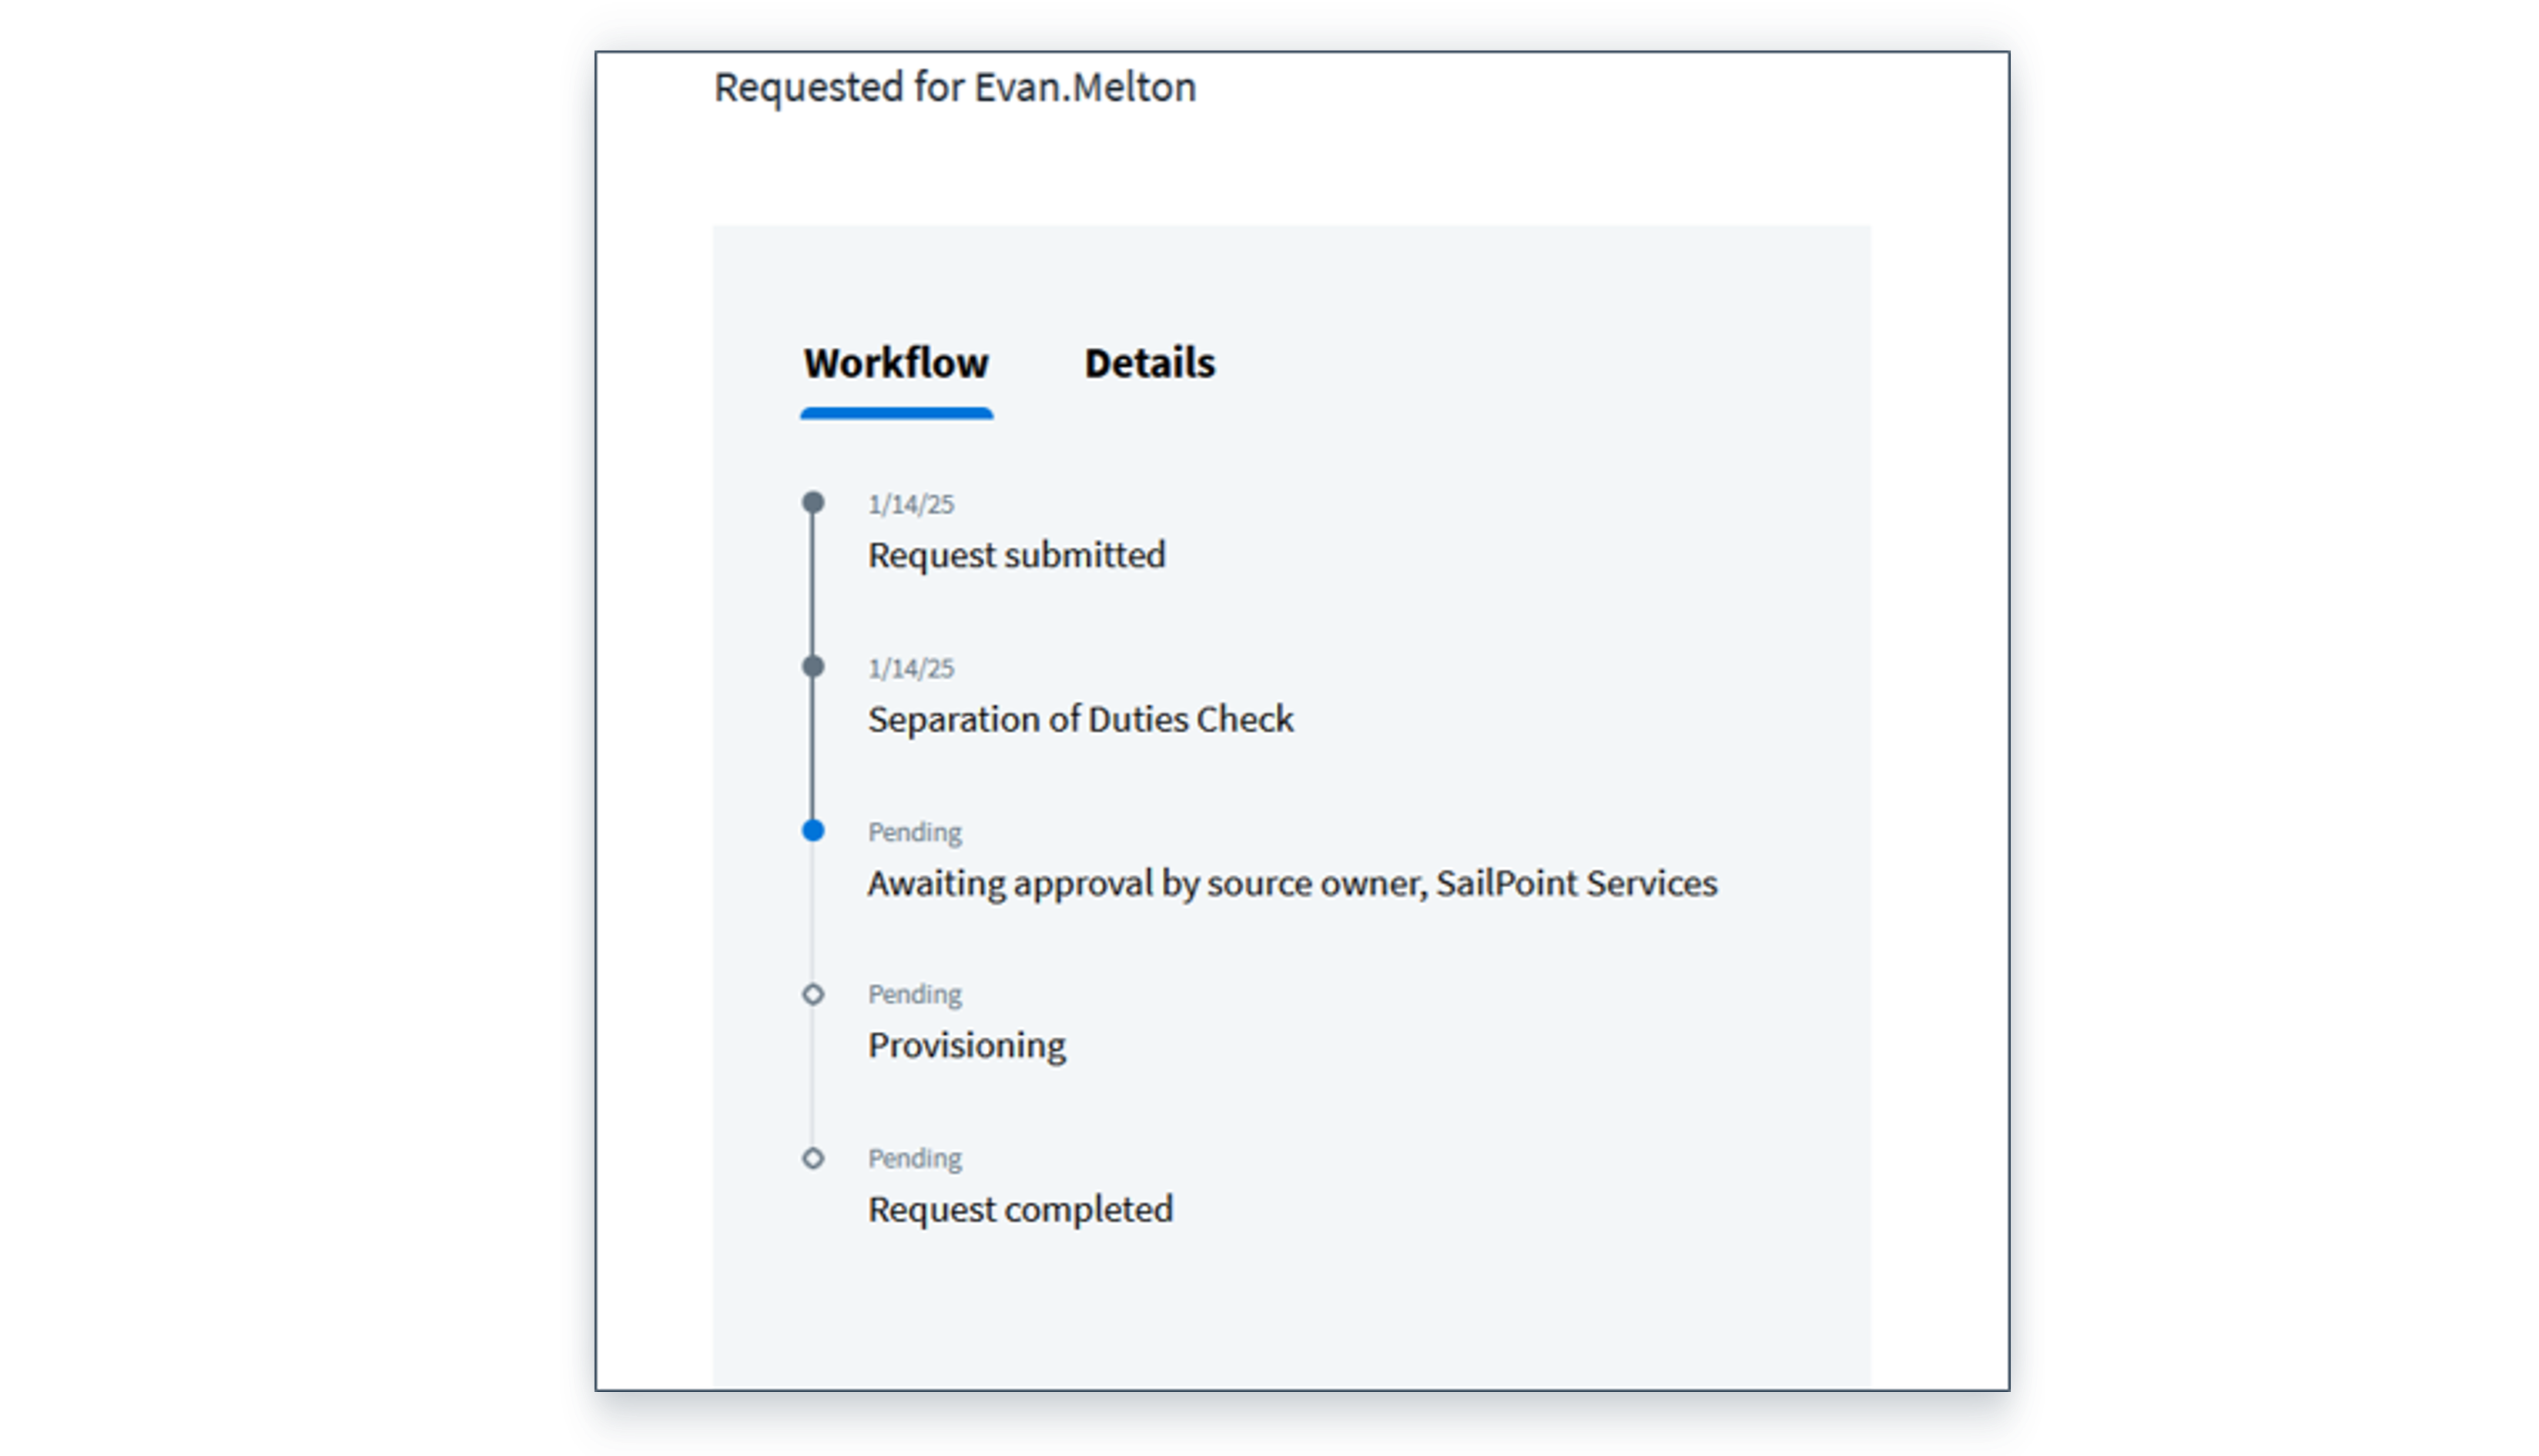 Requested for Evan.Melton
Workflow Details
1/14/25
Request submitted
1/14/25
Separation of Duties Check
Pending
Awaiting approval by source owner, SailPoint Services
Pending
Provisioning
Pending
Request completed